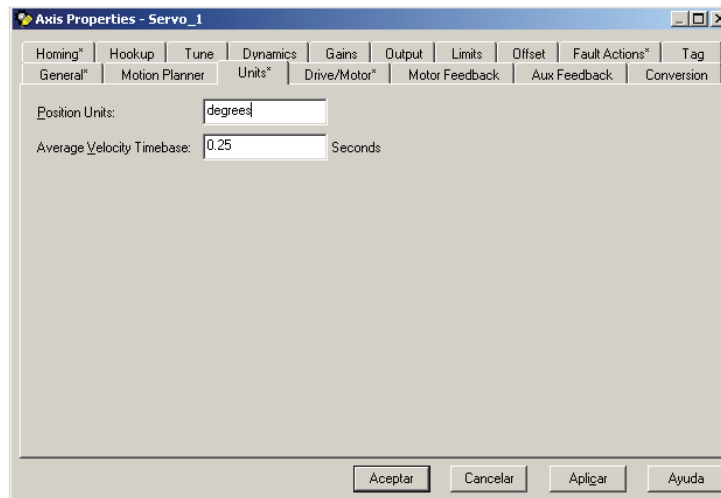 Axis Properties - Servo_1
Homing* Hookup Tune Dynamics Gains Output Limits Offset Fault Actions* Tag
General* Motion Planner Units* Drive/Motor* Motor Feedback Aux Feedback Conversion
Position Units: degrees
Average Velocity Timebase: 0.25 Seconds
Aceptar Cancelar Aplicar Ayuda